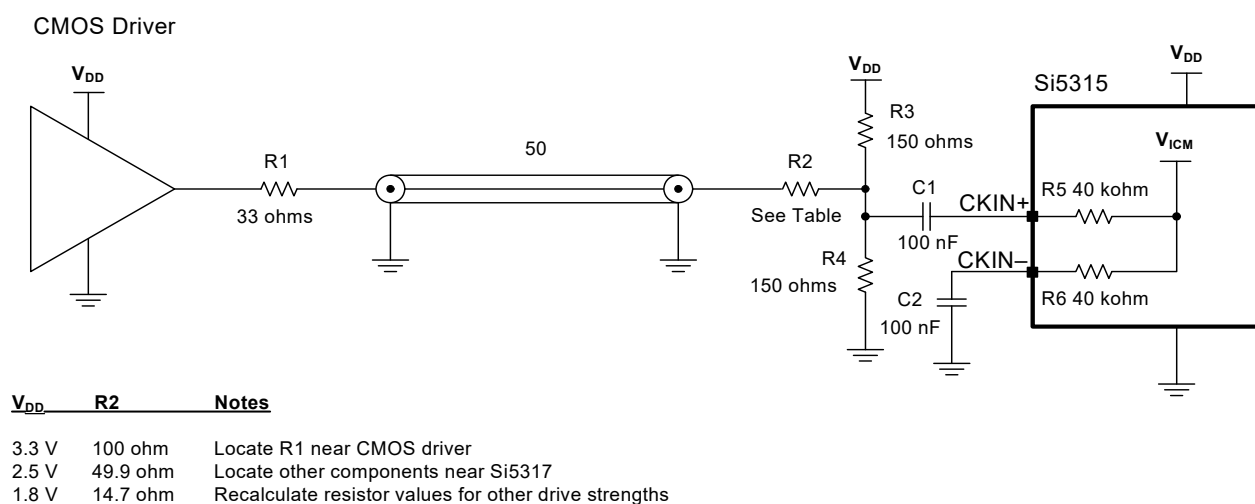 CMOS Driver
VDD
R1
33 ohms
50
R2
See Table
VDD
R3
150 ohms
R4
150 ohms
C1
100 nF
C2
100 nF
CKIN+
CKIN–
Si5315
VDD
VICM
R5 40 kohm
R6 40 kohm
VDD R2 Notes
3.3 V 100 ohm Locate R1 near CMOS driver
2.5 V 49.9 ohm Locate other components near Si5317
1.8 V 14.7 ohm Recalculate resistor values for other drive strengths